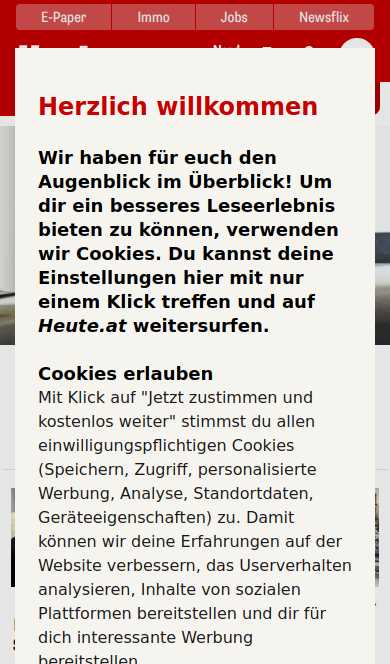 E-Paper
Immo
Jobs
Newsflix
Herzlich willkommen
Wir haben für euch den
Augenblick im Überblick! Um
dir ein besseres Leseerlebnis
bieten zu können, verwenden
wir Cookies. Du kannst deine
Einstellungen hier mit nur
einem Klick treffen und auf
Heute.at weitersurfen.
Cookies erlauben
Mit Klick auf "Jetzt zustimmen und
kostenlos weiter" stimmst du allen
einwilligungspflichtigen Cookies
(Speichern, Zugriff, personalisierte
Werbung, Analyse, Standortdaten,
Geräteeigenschaften) zu. Damit
können wir deine Erfahrungen auf der
Website verbessern, das Userverhalten
analysieren, Inhalte von sozialen
Plattformen bereitstellen und dir für
dich interessante Werbung
bereitstellen